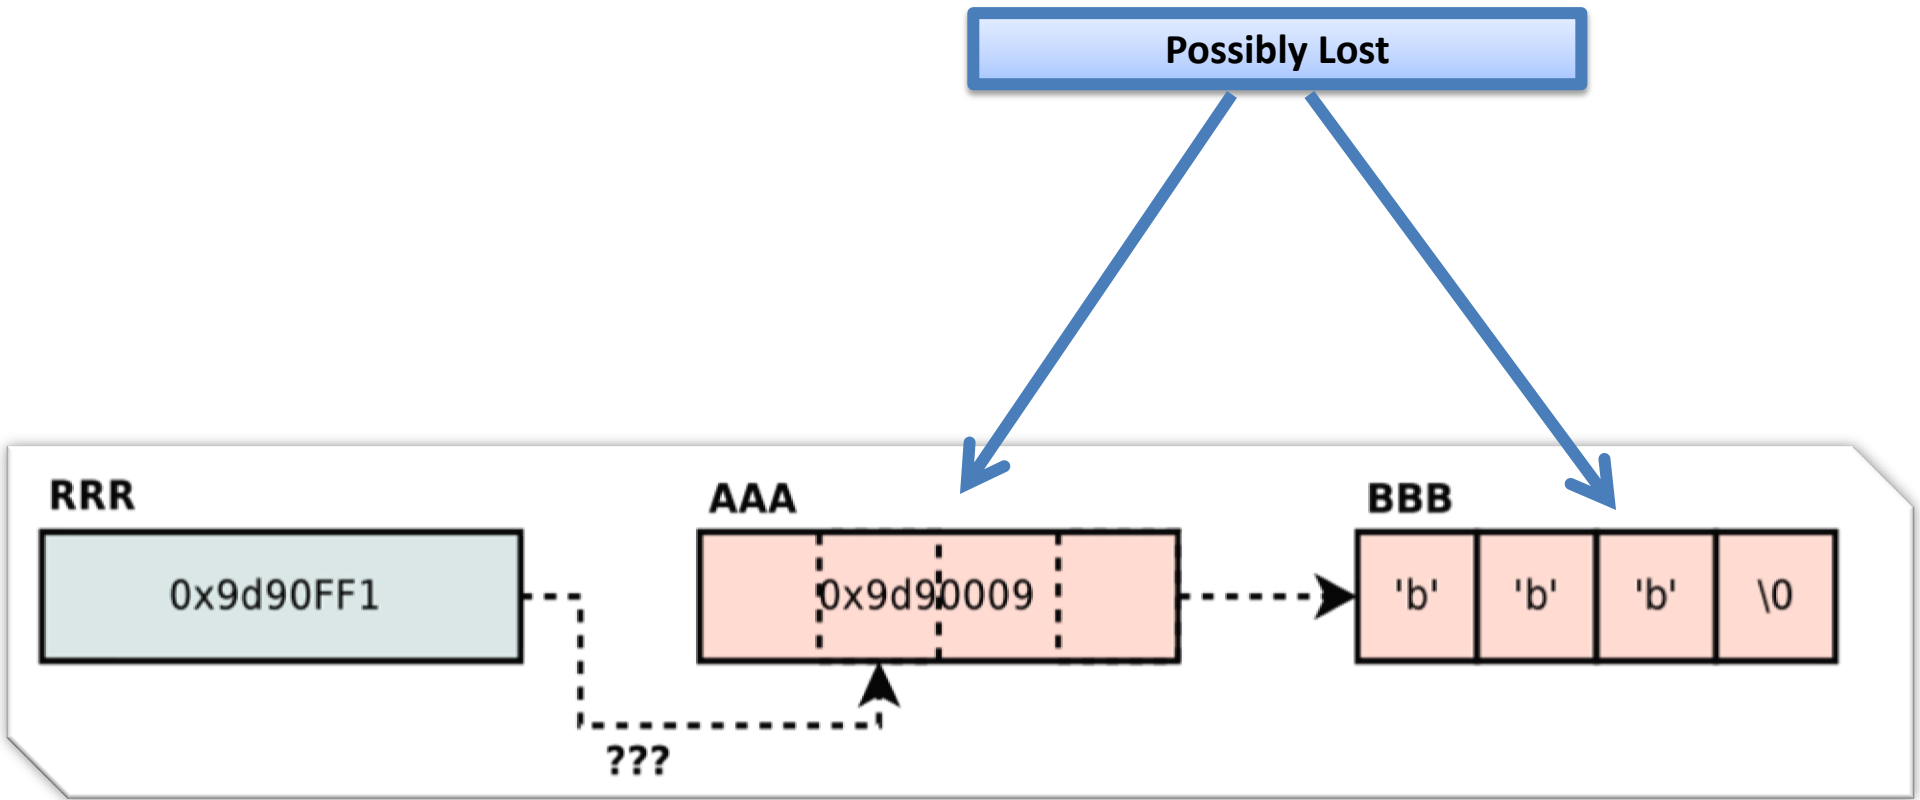 Possibly Lost
RRR
AAA
BBB
0x9d90FF1
0x9d90009
'b'
'b'
'b'
\0
???